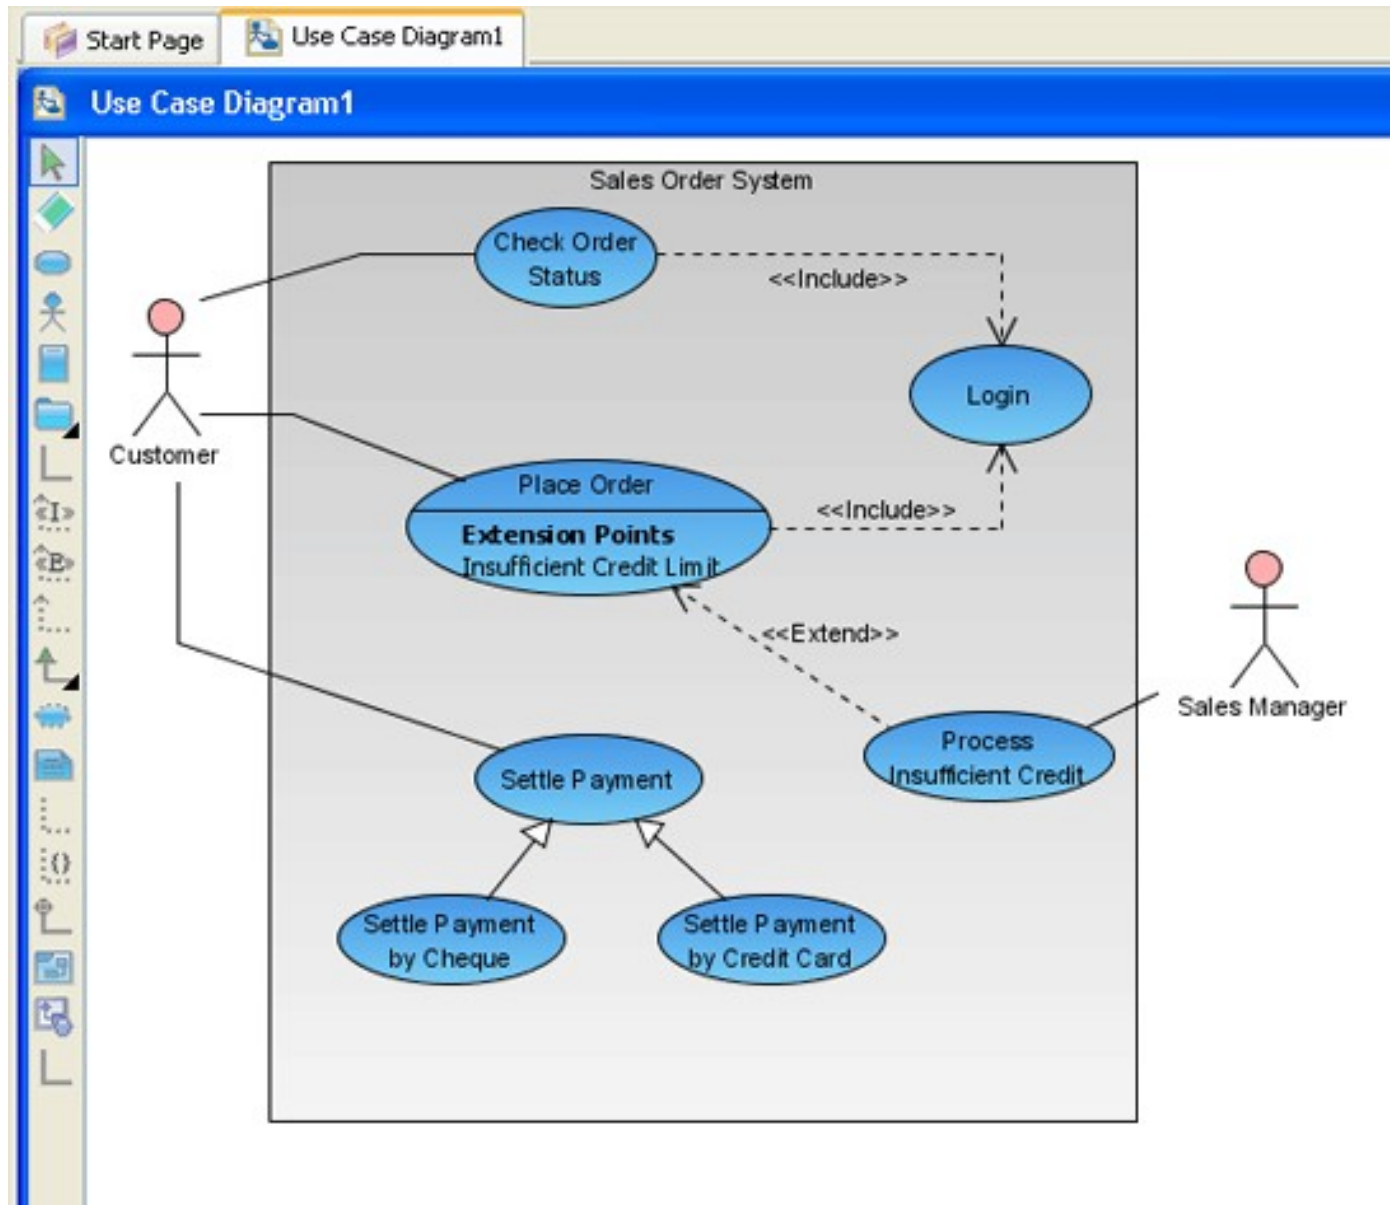 Start Page
Use Case Diagram1
Use Case Diagram1
Sales Order System
Check Order
Status
<<Include>>
Login
Customer
Place Order
Extension Points
Insufficient Credit Limit
<<Include>>
<<Extend>>
Sales Manager
Process
Insufficient Credit
Settle Payment
Settle Payment
by Cheque
Settle Payment
by Credit Card
«I»
«E»
{}